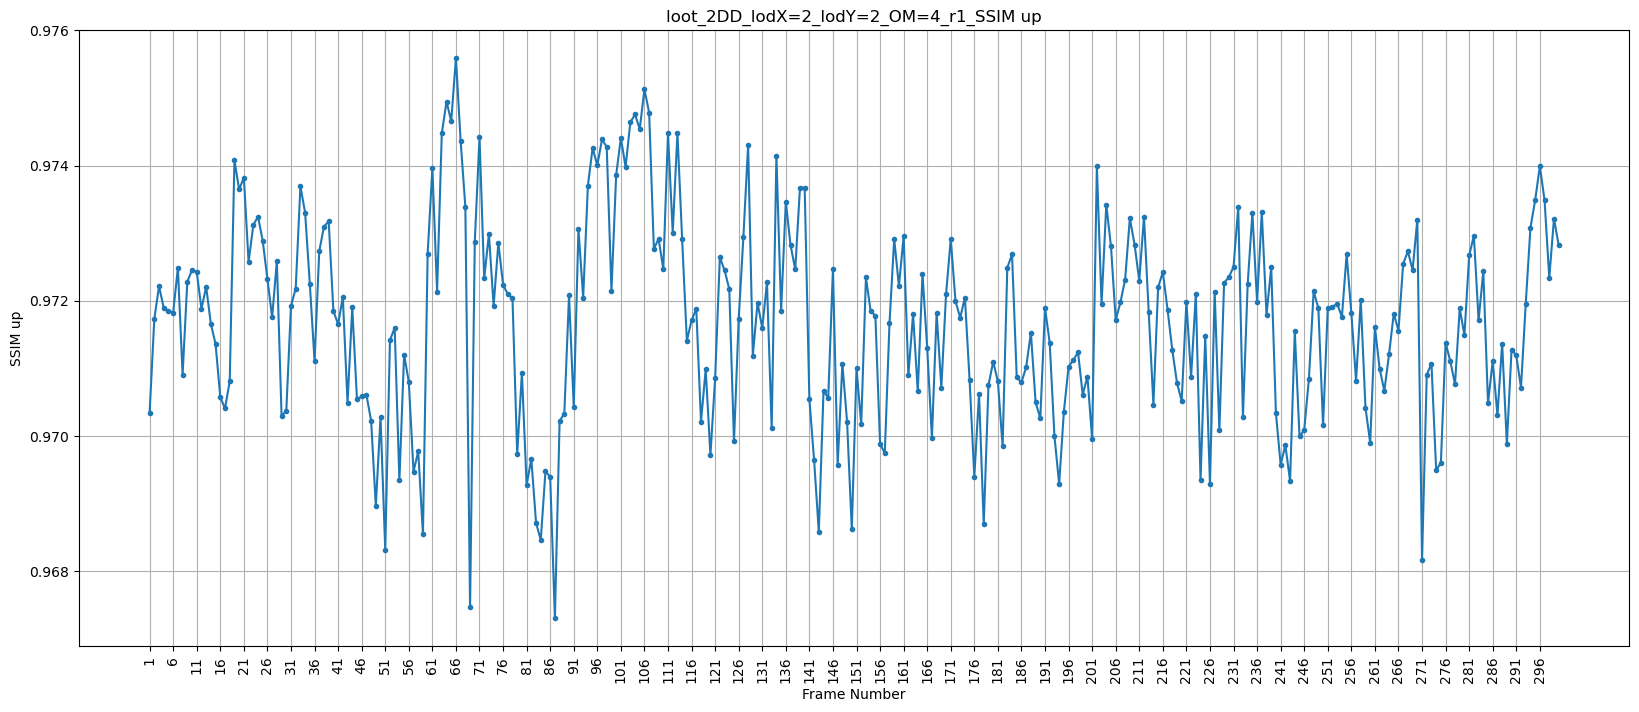 loot_2DD_lodX=2_lodY=2_OM=4_r1_SSIM up
0.976
0.974
0.972
0.970
0.968
SSIM up
1 6 11 16 21 26 31 36 41 46 51 56 61 66 71 76 81 86 91 96 101 106 111 116 121 126 131 136 141 146 151 156 161 166 171 176 181 186 191 196 201 206 211 216 221 226 231 236 241 246 251 256 261 266 271 276 281 286 291 296
Frame Number